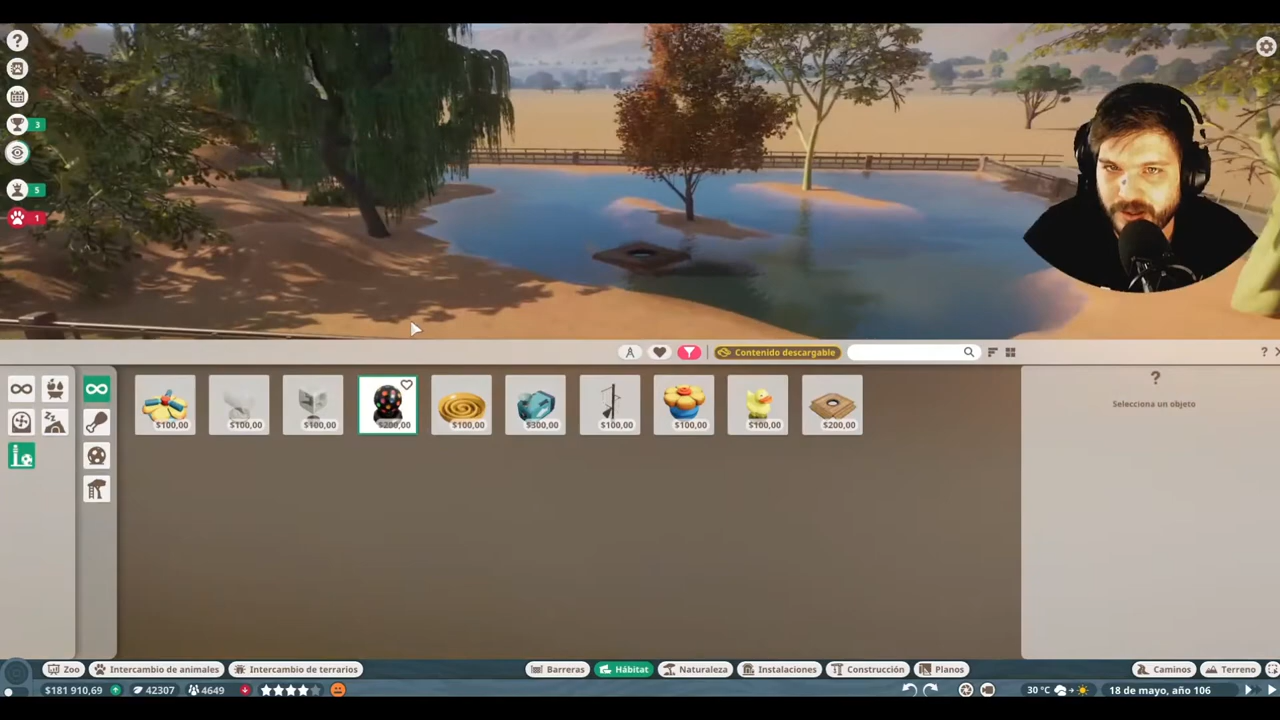 ?
3
5
1
Contenido descargable
?
$100,00
$100,00
$100,00
$200,00
$100,00
$300,00
$100,00
$100,00
$100,00
$200,00
?
Selecciona un objeto
Zoo
Intercambio de animales
Intercambio de terrarios
Barreras
Hábitat
Naturaleza
Instalaciones
Construcción
Planos
Caminos
Terreno
$181 910,69
42307
4649
30 °C
18 de mayo, año 106